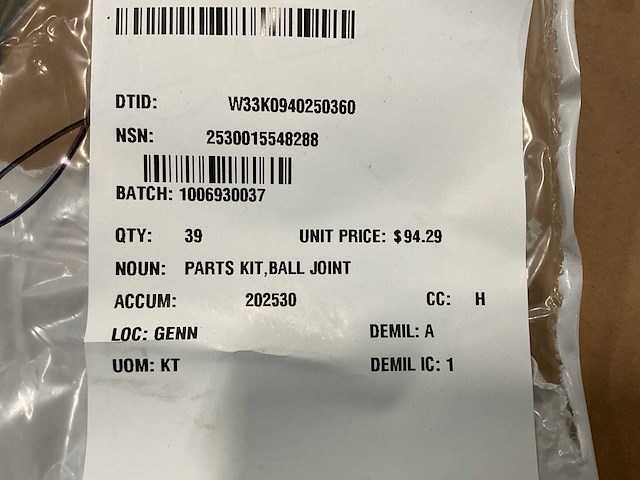 DTID: W33K0940250360
NSN: 2530015548288
BATCH: 1006930037
QTY: 39 UNIT PRICE: $94.29
NOUN: PARTS KIT,BALL JOINT
ACCUM: 202530 CC: H
LOC: GENN DEMIL: A
UOM: KT DEMIL IC: 1